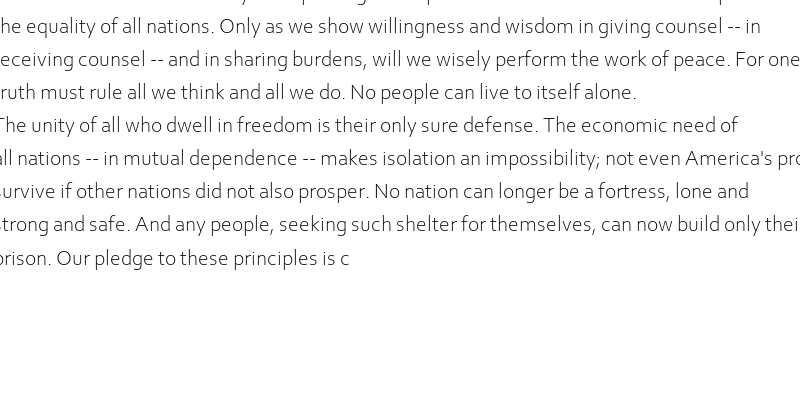 the equality of all nations. Only as we show willingness and wisdom in giving counsel -- in
receiving counsel -- and in sharing burdens, will we wisely perform the work of peace. For one
truth must rule all we think and all we do. No people can live to itself alone.
The unity of all who dwell in freedom is their only sure defense. The economic need of
all nations -- in mutual dependence -- makes isolation an impossibility; not even America's
survive if other nations did not also prosper. No nation can longer be a fortress, lone and
strong and safe. And any people, seeking such shelter for themselves, can now build only their
prison. Our pledge to these principles is c